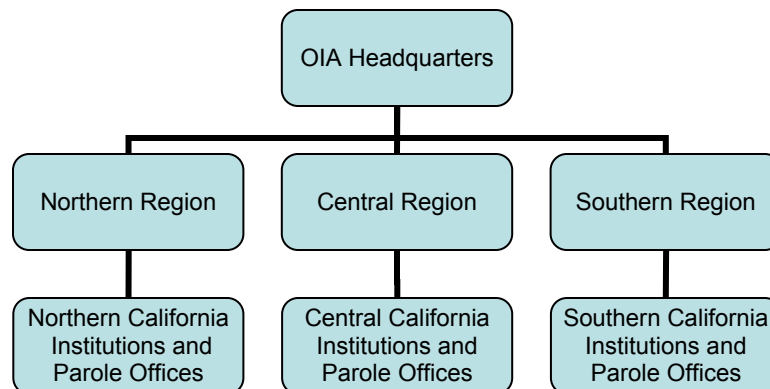 OIA Headquarters
Northern Region
Central Region
Southern Region
Northern California
Institutions and
Parole Offices
Central California
Institutions and
Parole Offices
Southern California
Institutions and
Parole Offices